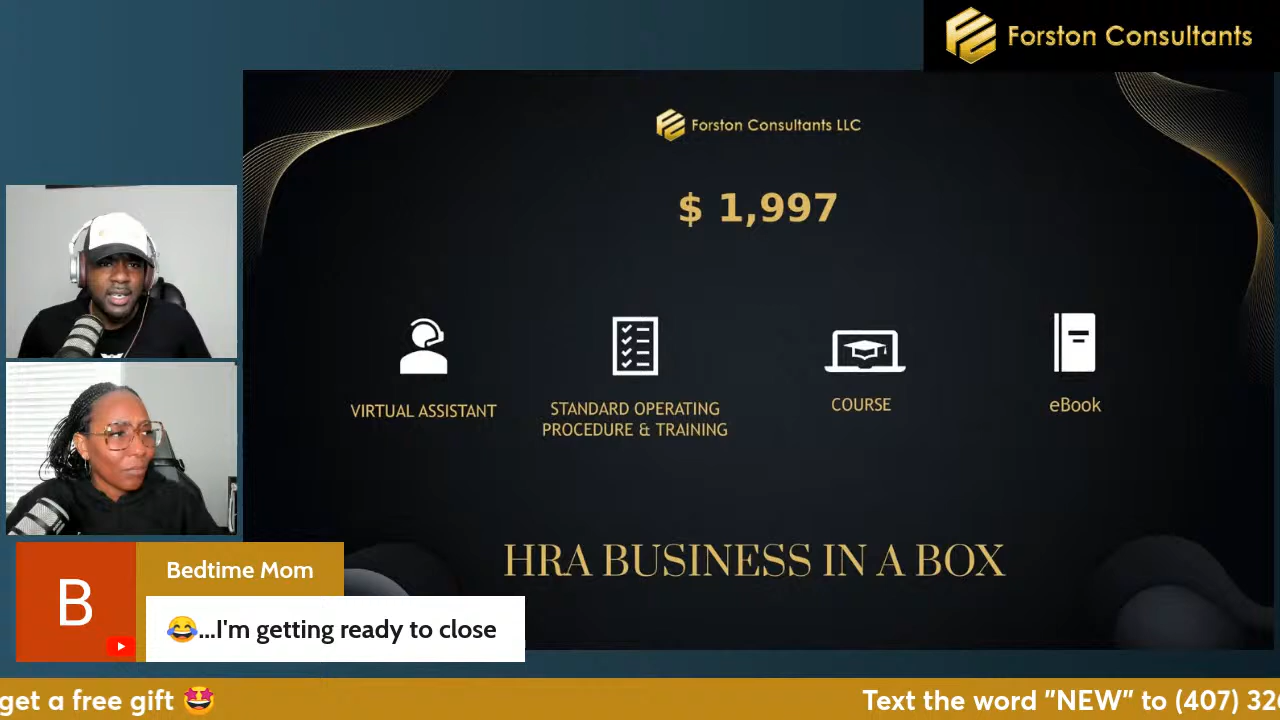 Forston Consultants
Forston Consultants LLC
$ 1,997
VIRTUAL ASSISTANT
STANDARD OPERATING
PROCEDURE & TRAINING
COURSE
eBook
HRA BUSINESS IN A BOX
B
Bedtime Mom
😂...I'm getting ready to close
get a free gift 🤩
Text the word "NEW" to (407) 326